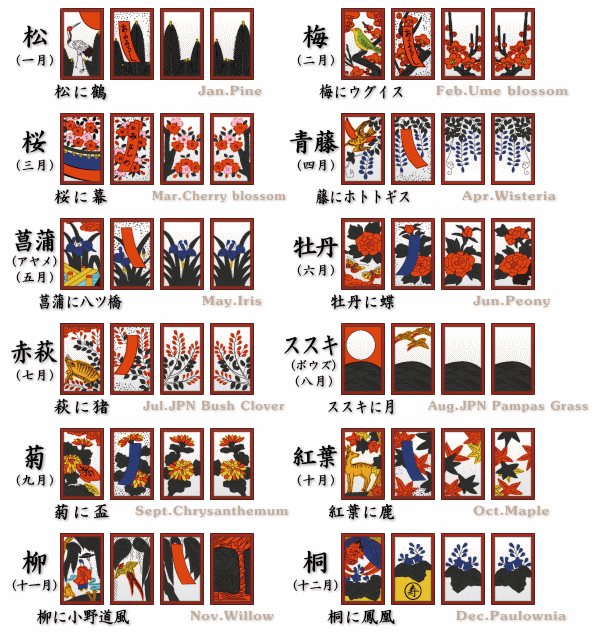 松
(一月)
松に鶴
Jan.Pine
梅
(二月)
梅にウグイス
Feb.Ume blossom
桜
(三月)
桜に幕
Mar.Cherry blossom
青藤
(四月)
藤にホトトギス
Apr.Wisteria
菖蒲
(アヤメ)
(五月)
菖蒲に八ツ橋
May.Iris
牡丹
(六月)
牡丹に蝶
Jun.Peony
赤萩
(七月)
萩に猪
Jul.JPN Bush Clover
ススキ
(ボウズ)
(八月)
ススキに月
Aug.JPN Pampas Grass
菊
(九月)
菊に盃
Sept.Chrysanthemum
紅葉
(十月)
紅葉に鹿
Oct.Maple
柳
(十一月)
柳に小野道風
Nov.Willow
桐
(十二月)
寿
桐に鳳凰
Dec.Paulownia